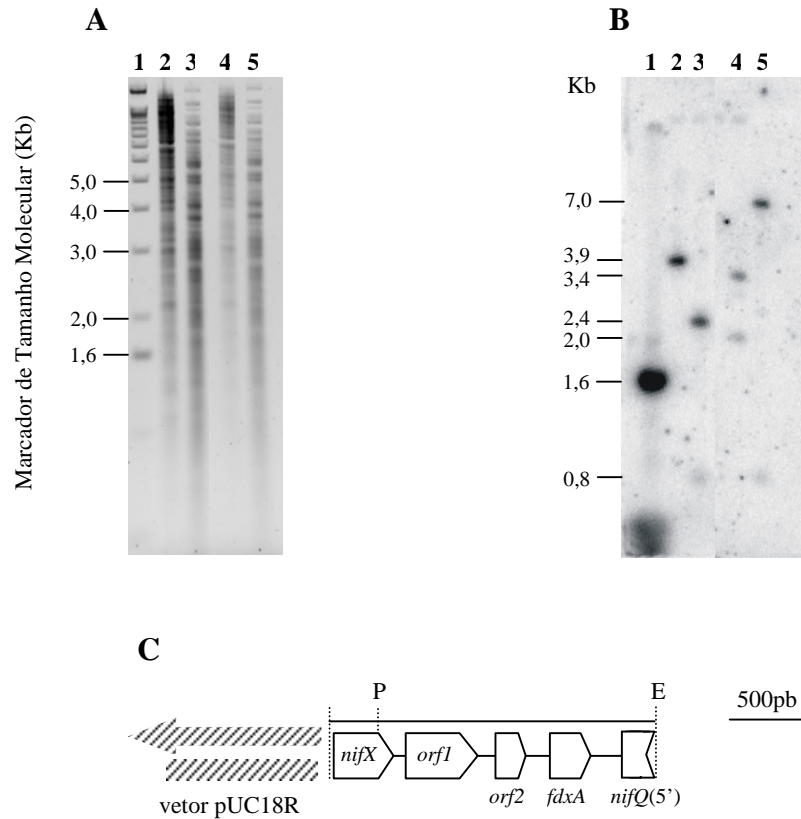 A
1 2 3 4 5
Marcador de Tamanho Molecular (Kb)
5,0
4,0
3,0
2,0
1,6
B
1 2 3 4 5
Kb
7,0
3,9
3,4
2,4
2,0
1,6
0,8
C
P
E
500pb
nifX
orf1
orf2
fdxA
nifQ(5')
vetor pUC18R